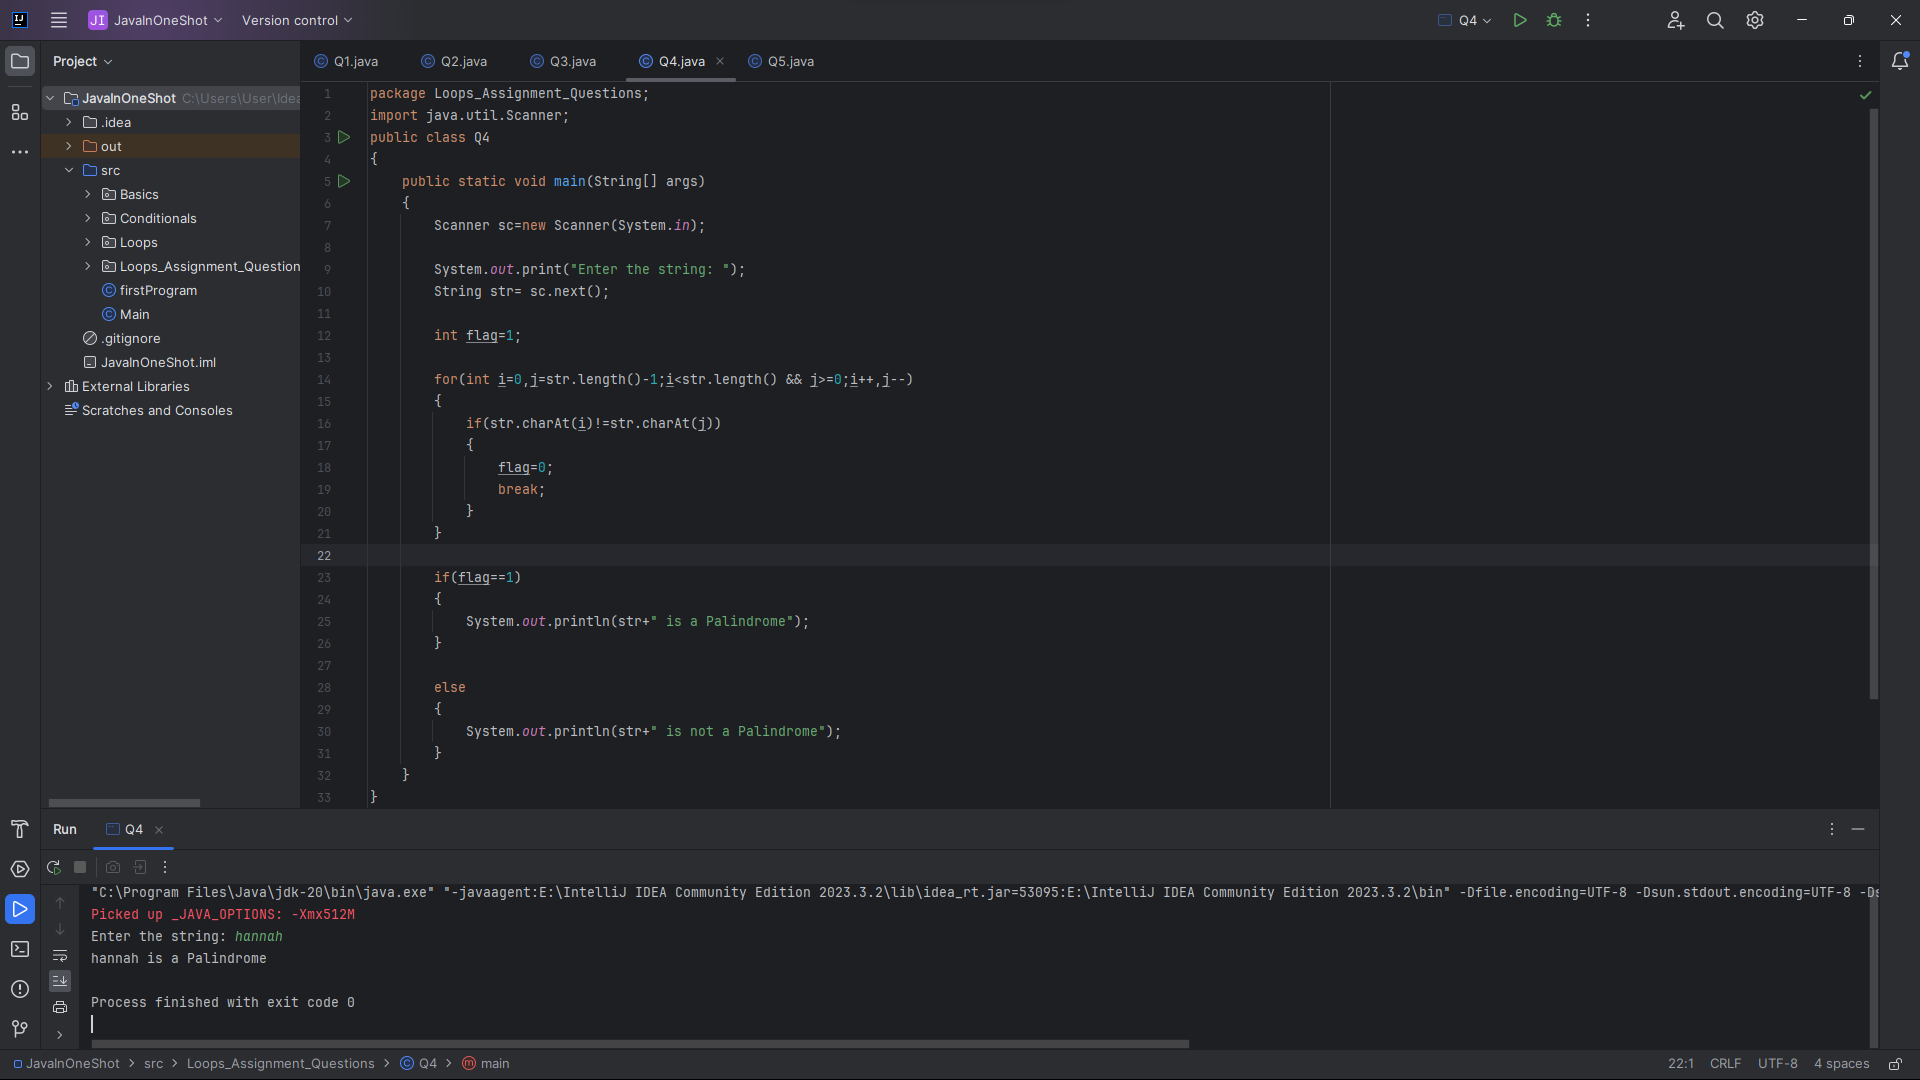 JI JavaInOneShot Version control Q4
Project
JavaInOneShot C:\Users\User\Idea
.idea
out
src
Basics
Conditionals
Loops
Loops_Assignment_Question
firstProgram
Main
.gitignore
JavaInOneShot.iml
External Libraries
Scratches and Consoles
Q1.java Q2.java Q3.java Q4.java Q5.java
1 package Loops_Assignment_Questions;
2 import java.util.Scanner;
3 public class Q4
4 {
5 public static void main(String[] args)
6 {
7 Scanner sc=new Scanner(System.in);
8
9 System.out.print("Enter the string: ");
10 String str= sc.next();
11
12 int flag=1;
13
14 for(int i=0,j=str.length()-1;i<str.length() && j>=0;i++,j--)
15 {
16 if(str.charAt(i)!=str.charAt(j))
17 {
18 flag=0;
19 break;
20 }
21 }
22
23 if(flag==1)
24 {
25 System.out.println(str+" is a Palindrome");
26 }
27
28 else
29 {
30 System.out.println(str+" is not a Palindrome");
31 }
32 }
33 }
Run Q4
"C:\Program Files\Java\jdk-20\bin\java.exe" "-javaagent:E:\IntelliJ IDEA Community Edition 2023.3.2\lib\idea_rt.jar=53095:E:\IntelliJ IDEA Community Edition 2023.3.2\bin" -Dfile.encoding=UTF-8 -Dsun.stdout.encoding=UTF-8 -Ds
Picked up _JAVA_OPTIONS: -Xmx512M
Enter the string: hannah
hannah is a Palindrome
Process finished with exit code 0
JavaInOneShot > src > Loops_Assignment_Questions > Q4 > main 22:1 CRLF UTF-8 4 spaces